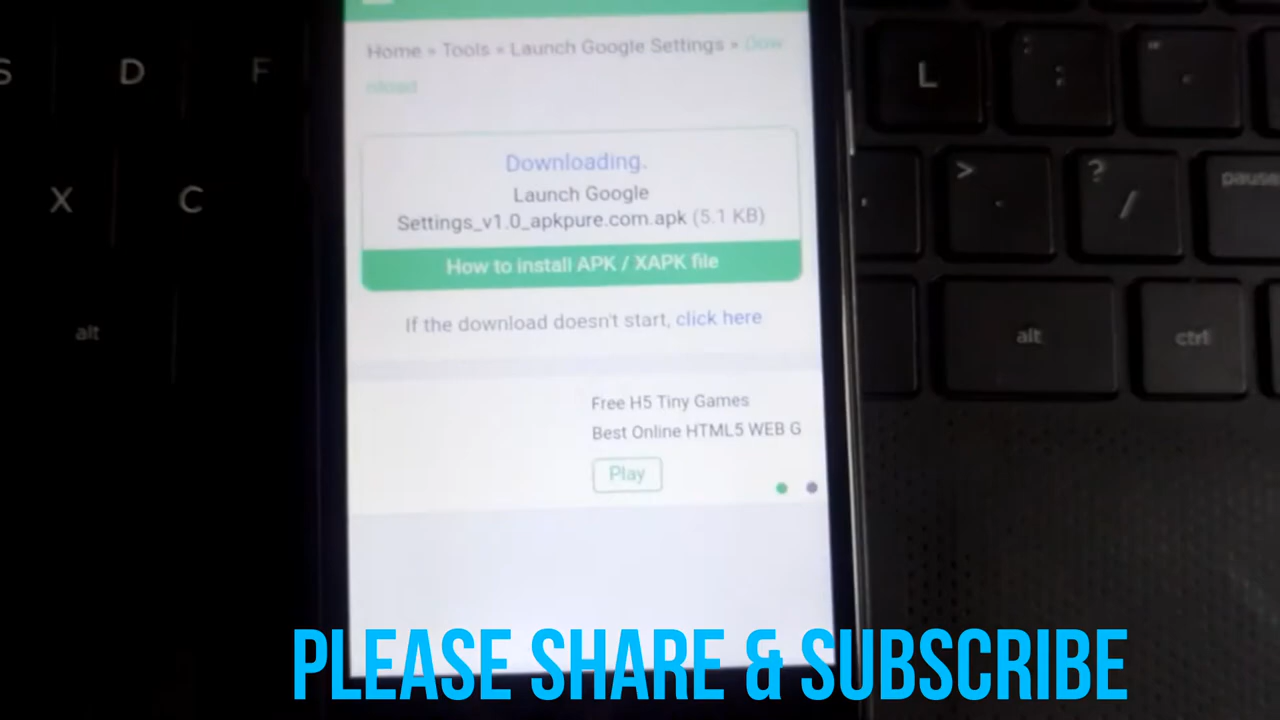 S D F
X C
alt
Home » Tools » Launch Google Settings » Dow
nload
Downloading.
Launch Google
Settings_v1.0_apkpure.com.apk (5.1 KB)
How to install APK / XAPK file
If the download doesn't start, click here
Free H5 Tiny Games
Best Online HTML5 WEB G
Play
L : ; "
> . ? / pause
alt ctrl
PLEASE SHARE & SUBSCRIBE